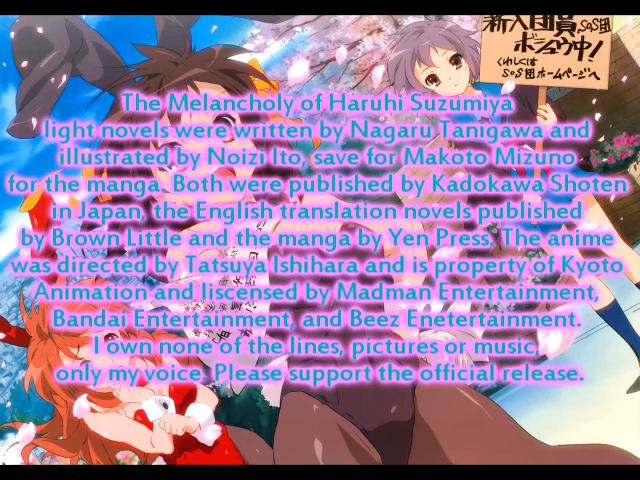 新入団員SOS団
ボシュウ中!
くわしくは
SOS団ホームページへ
The Melancholy of Haruhi Suzumiya
light novels were written by Nagaru Tanigawa and
illustrated by Noizi Ito, save for Makoto Mizuno
for the manga. Both were published by Kadokawa Shoten
in Japan, the English translation novels published
by Brown Little and the manga by Yen Press. The anime
was directed by Tatsuya Ishihara and is property of Kyoto
Animation and liscensed by Madman Entertainment,
Bandai Entertainment, and Beez Enetertainment.
I own none of the lines, pictures or music,
only my voice. Please support the official release.